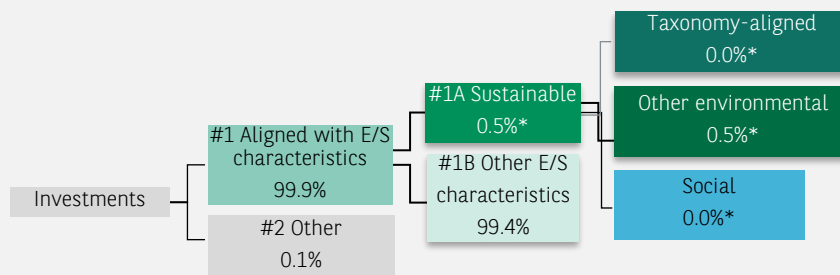 Investments
#1 Aligned with E/S
characteristics
99.9%
#2 Other
0.1%
#1A Sustainable
0.5%*
#1B Other E/S
characteristics
99.4%
Taxonomy-aligned
0.0%*
Other environmental
0.5%*
Social
0.0%*